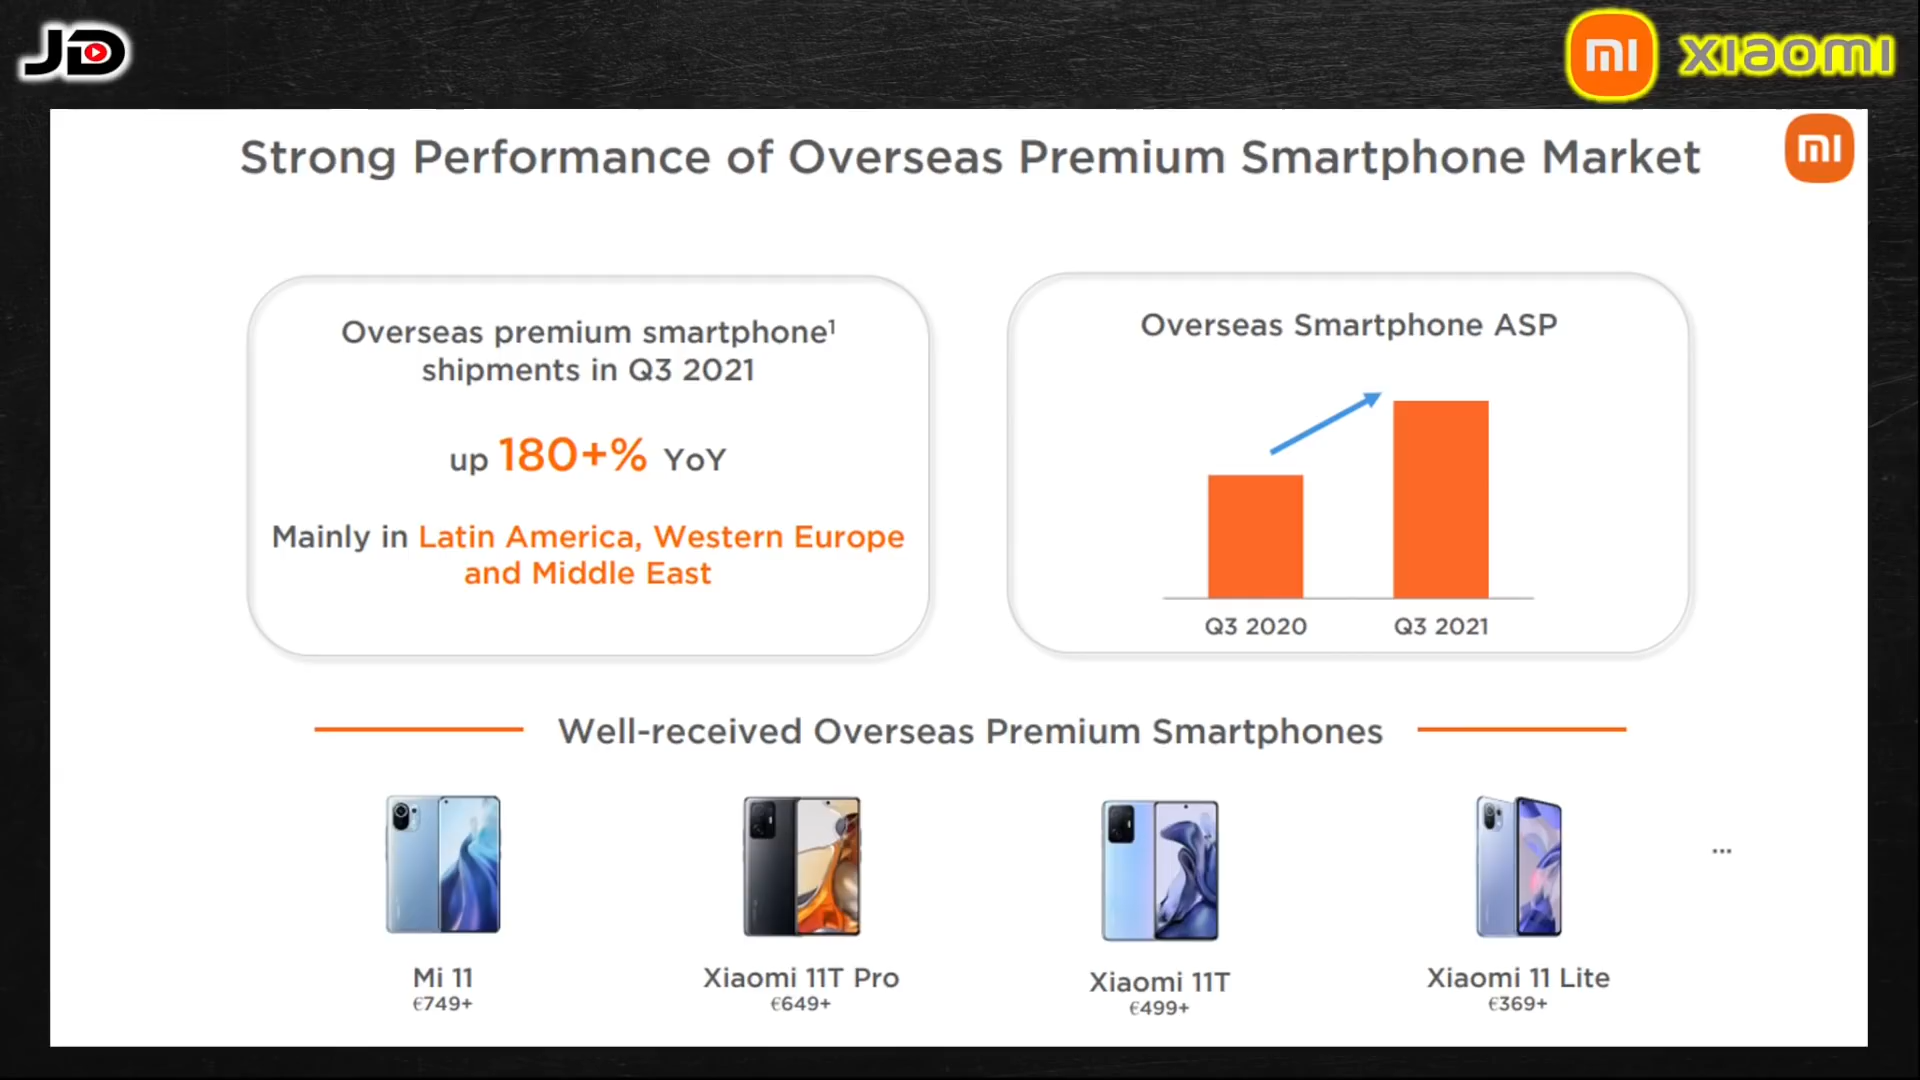 JD
mi xiaomi
Strong Performance of Overseas Premium Smartphone Market
mi
Overseas premium smartphone¹
shipments in Q3 2021
up 180+% YoY
Mainly in Latin America, Western Europe
and Middle East
Overseas Smartphone ASP
Q3 2020
Q3 2021
Well-received Overseas Premium Smartphones
...
Mi 11
€749+
Xiaomi 11T Pro
€649+
Xiaomi 11T
€499+
Xiaomi 11 Lite
€369+